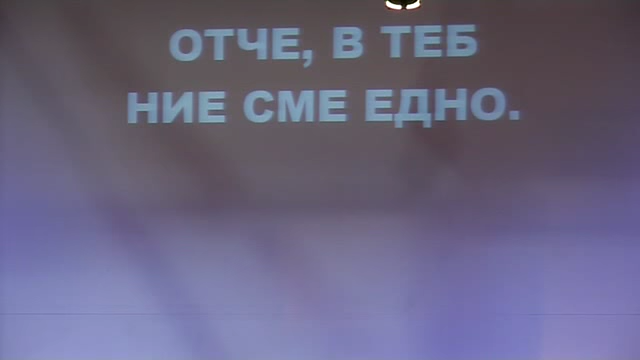 ОТЧЕ, В ТЕБ
НИЕ СМЕ ЕДНО.